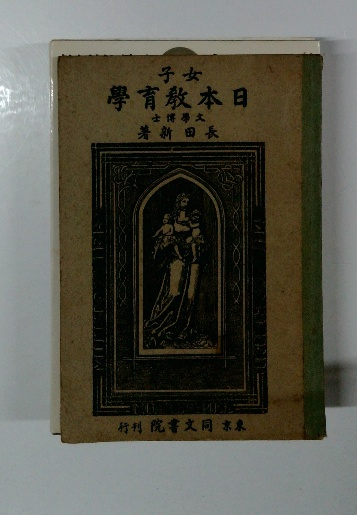 女子
日本教育學
文學博士
長田新著
東京 同文書院 刊行